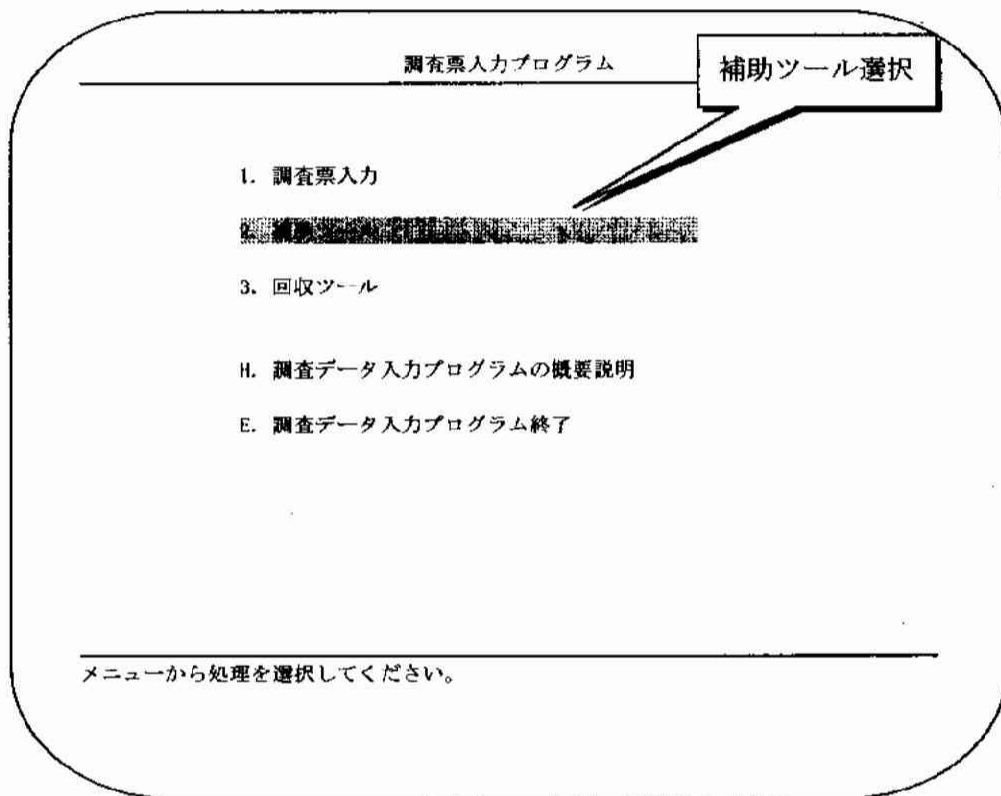 調査票入力プログラム
補助ツール選択
1. 調査票入力
3. 回収ツール
H. 調査データ入力プログラムの概要説明
E. 調査データ入力プログラム終了
メニューから処理を選択してください。